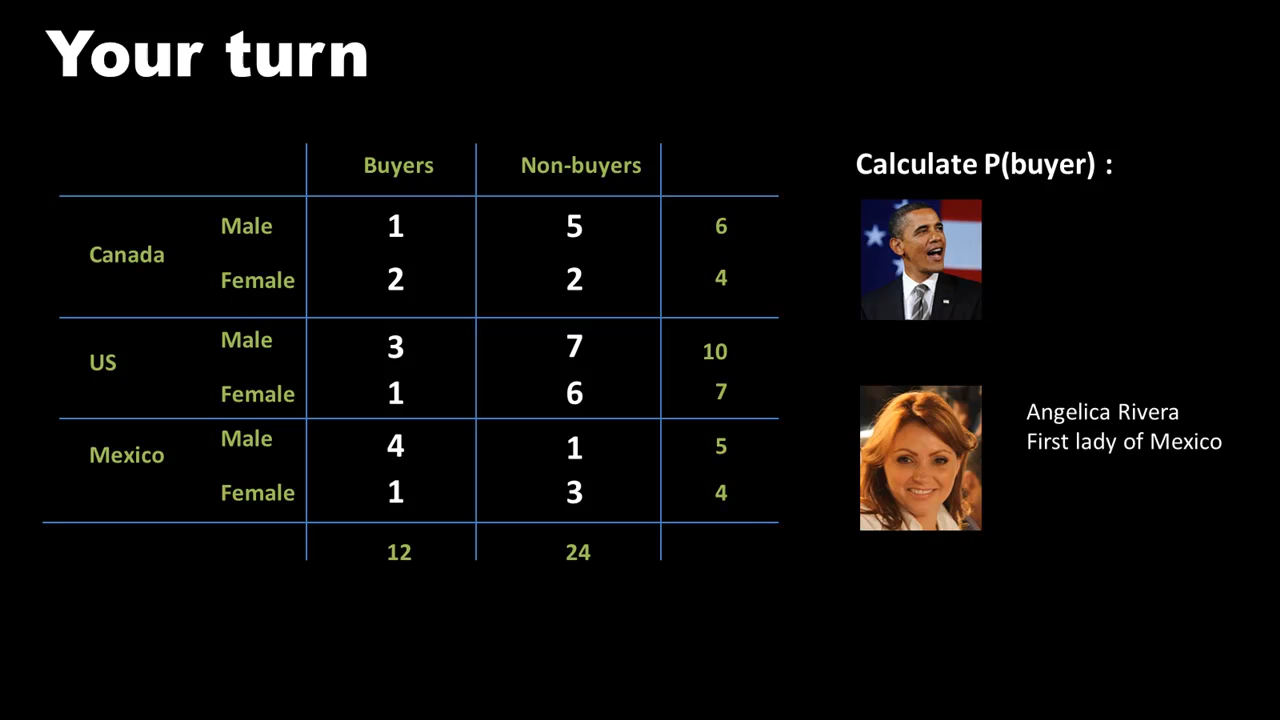 Your turn
Buyers Non-buyers
Calculate P(buyer) :
Male 1 5 6
Canada
Female 2 2 4
Male 3 7 10
US
Female 1 6 7
Male 4 1 5
Mexico
Female 1 3 4
12 24
Angelica Rivera
First lady of Mexico